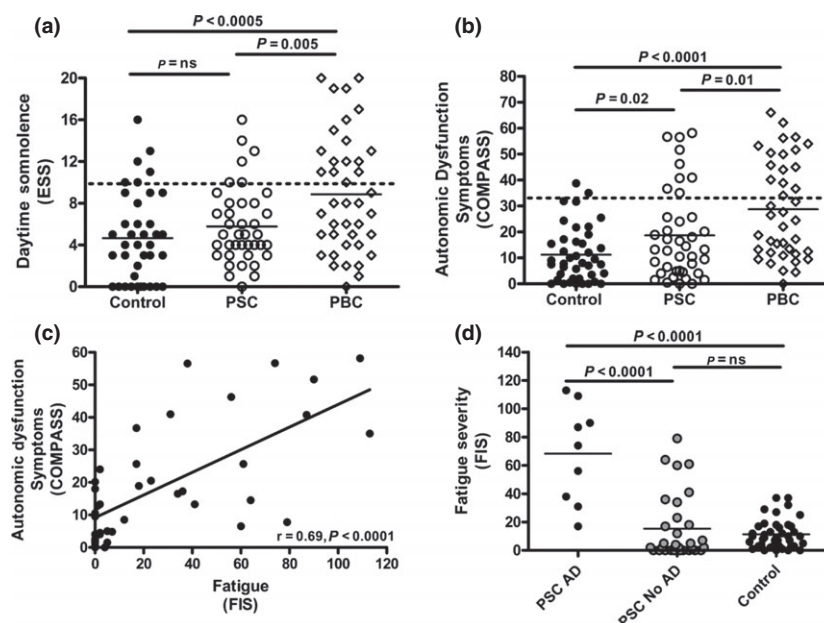 (a)
P < 0.0005
P = 0.005
P = ns
Daytime somnolence
(ESS)
20
16
12
8
4
0
Control
PSC
PBC
(b)
P < 0.0001
P = 0.01
P = 0.02
Autonomic Dysfunction
Symptoms
(COMPASS)
80
70
60
50
40
30
20
10
0
Control
PSC
PBC
(c)
Autonomic dysfunction
Symptoms
(COMPASS)
60
50
40
30
20
10
0
r = 0.69, P < 0.0001
0
20
40
60
80
100
120
Fatigue
(FIS)
(d)
P < 0.0001
P = ns
P < 0.0001
Fatigue severity
(FIS)
140
120
100
80
60
40
20
0
PSC AD
PSC No AD
Control